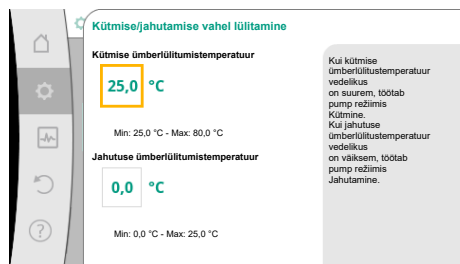 Kütmise/jahutamise vahel lülitamine
Kütmise ümberlülitumistemperatuur
25,0 °C
Min: 25,0 °C - Max: 80,0 °C
Jahutuse ümberlülitumistemperatuur
0,0 °C
Min: 0,0 °C - Max: 25,0 °C
Kui kütmise
ümberlülitustemperatuur
vedelikus
on suurem, töötab
pump režiimis
Kütmine.
Kui jahutuse
ümberlülitustemperatuur
vedelikus
on väiksem, töötab
pump režiimis
Jahutamine.